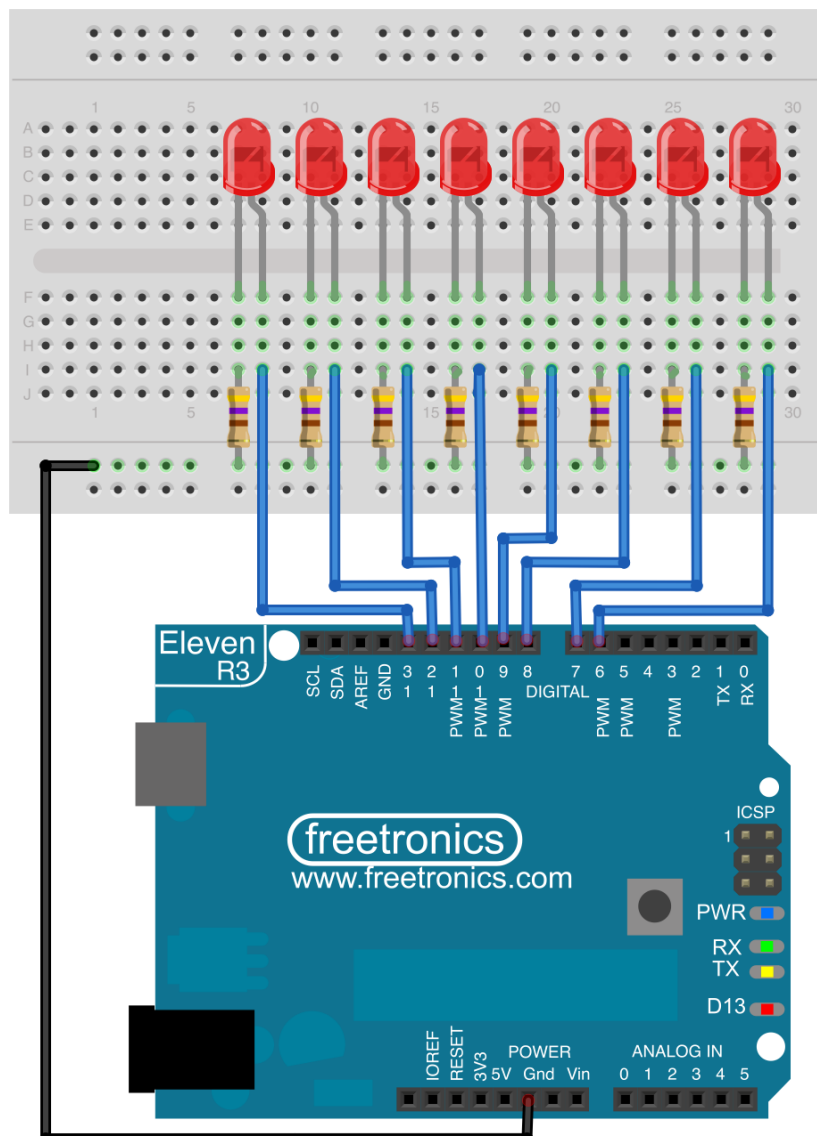 1 5 10 15 20 25 30
A
B
C
D
E
F
G
H
I
J
1 5 15 20 30
Eleven
R3
SCL
SDA
AREF
GND
3 2 1 0 9 8
1 1 1 1
PWM PWM PWM
DIGITAL
7 6 5 4 3 2 1 0
PWM PWM PWM TX RX
freetronics
www.freetronics.com
ICSP
1
PWR
RX
TX
D13
IOREF
RESET
3V3
POWER
5V Gnd Vin
ANALOG IN
0 1 2 3 4 5